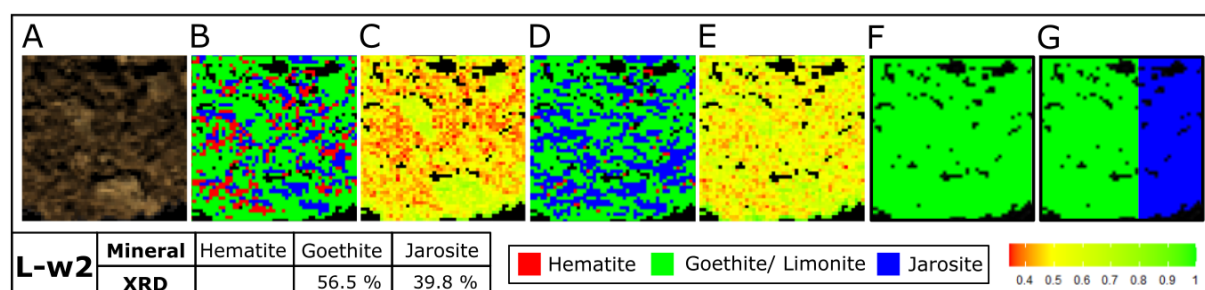 A B C D E F G
L-w2 Mineral Hematite Goethite Jarosite
XRD 56.5 % 39.8 %
Hematite Goethite/ Limonite Jarosite
0.4 0.5 0.6 0.7 0.8 0.9 1